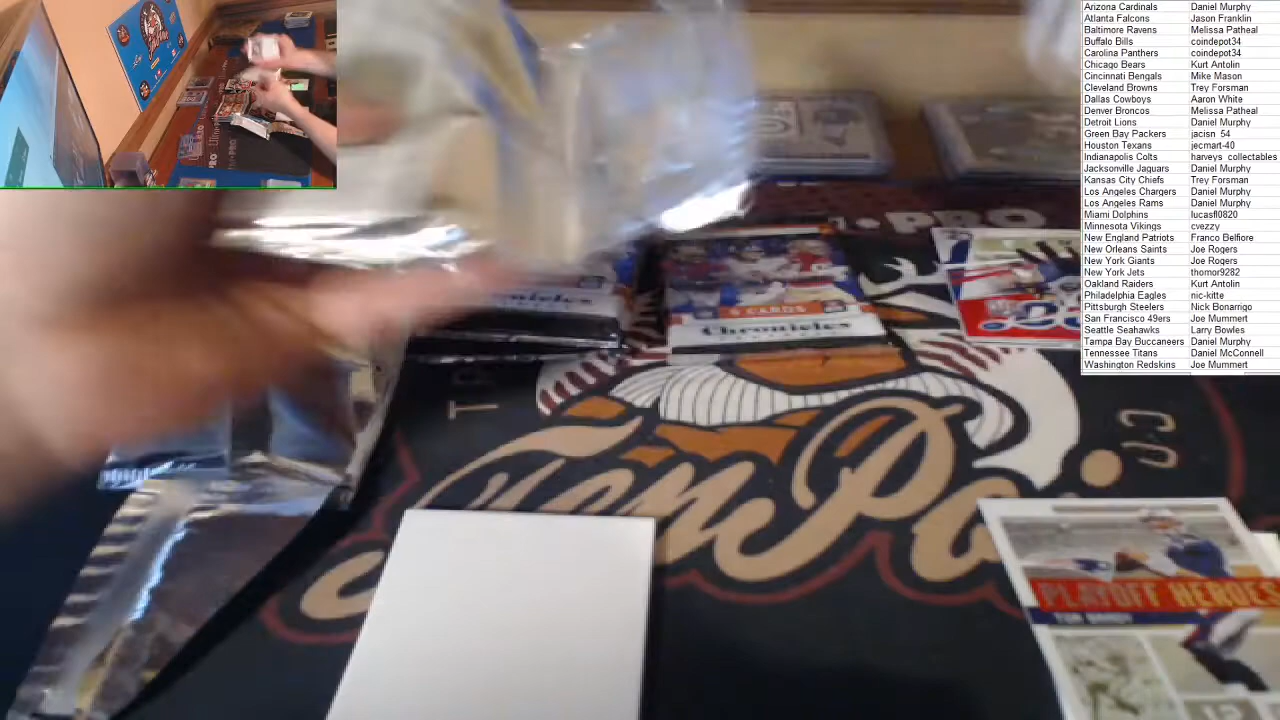 Arizona Cardinals Daniel Murphy
Atlanta Falcons Jason Franklin
Baltimore Ravens Melissa Patheal
Buffalo Bills coindepot34
Carolina Panthers coindepot34
Chicago Bears Kurt Antolin
Cincinnati Bengals Mike Mason
Cleveland Browns Trey Forsman
Dallas Cowboys Aaron White
Denver Broncos Melissa Patheal
Detroit Lions Daniel Murphy
Green Bay Packers jacisn_54
Houston Texans jecmart-40
Indianapolis Colts harveys_collectables
Jacksonville Jaguars Daniel Murphy
Kansas City Chiefs Trey Forsman
Los Angeles Chargers Daniel Murphy
Los Angeles Rams Daniel Murphy
Miami Dolphins lucasfl0820
Minnesota Vikings cvezzy
New England Patriots Franco Belfiore
New Orleans Saints Joe Rogers
New York Giants Joe Rogers
New York Jets thomor9282
Oakland Raiders Kurt Antolin
Philadelphia Eagles nic-kitte
Pittsburgh Steelers Nick Bonarrigo
San Francisco 49ers Joe Mummert
Seattle Seahawks Larry Bowles
Tampa Bay Buccaneers Daniel Murphy
Tennessee Titans Daniel McConnell
Washington Redskins Joe Mummert
PRO
CARDS
Chronicles
PLAYOFF HEROES
TOM BRADY
12